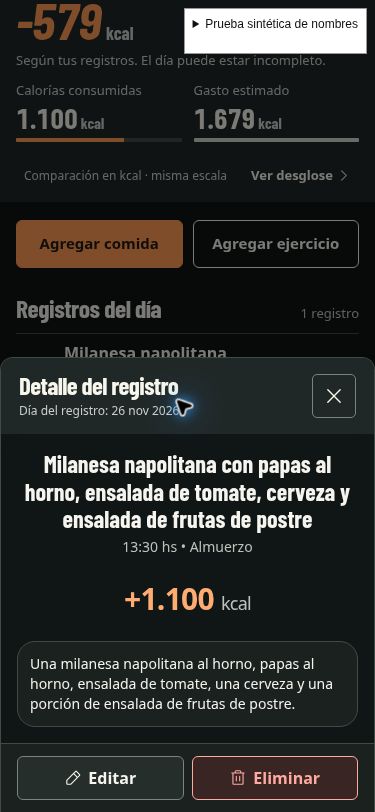 -579 kcal
▶ Prueba sintética de nombres
Según tus registros. El día puede estar incompleto.
Calorías consumidas
1.100 kcal
Gasto estimado
1.679 kcal
Comparación en kcal · misma escala
Ver desglose
Agregar comida
Agregar ejercicio
Registros del día
1 registro
Milanesa napolitana
Detalle del registro
Día del registro: 26 nov 2026
Milanesa napolitana con papas al
horno, ensalada de tomate, cerveza y
ensalada de frutas de postre
13:30 hs • Almuerzo
+1.100 kcal
Una milanesa napolitana al horno, papas al
horno, ensalada de tomate, una cerveza y una
porción de ensalada de frutas de postre.
Editar
Eliminar